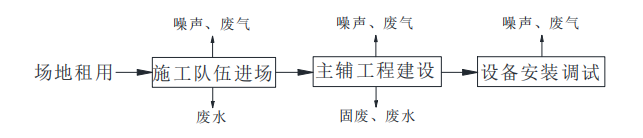 噪声、废气
噪声、废气
噪声、废气
场地租用
施工队伍进场
主辅工程建设
设备安装调试
废水
固废、废水